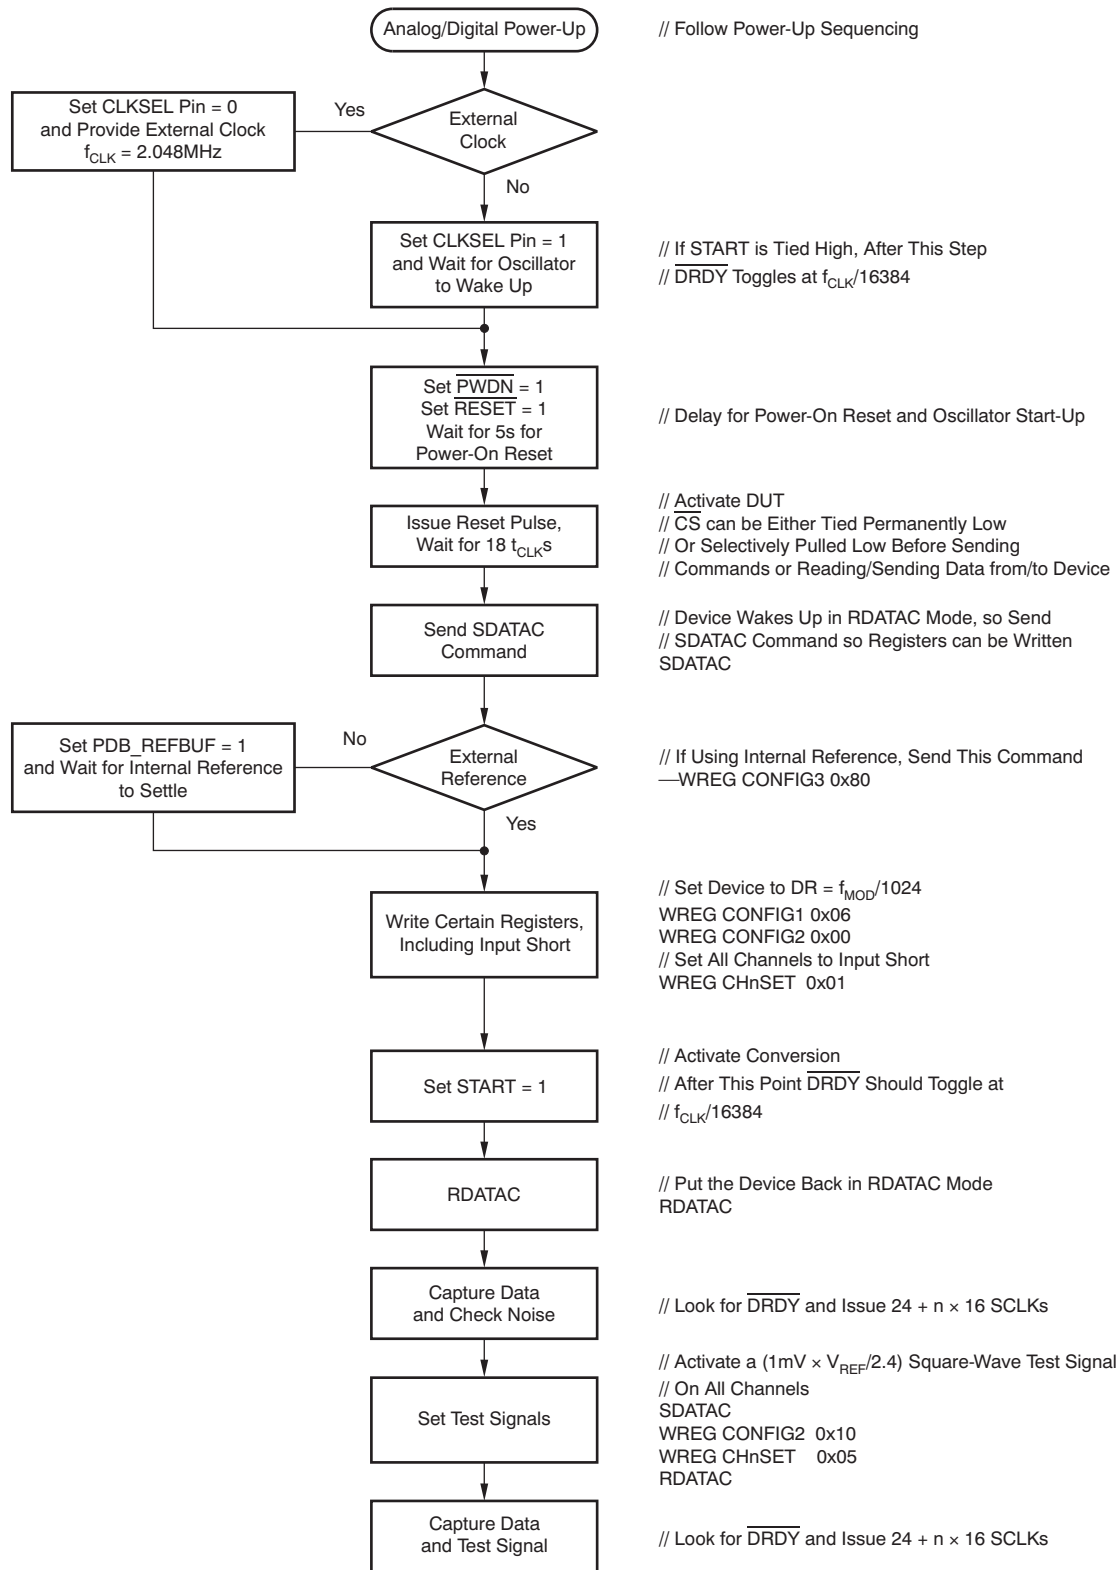 Analog/Digital Power-Up
// Follow Power-Up Sequencing
Set CLKSEL Pin = 0
and Provide External Clock
fCLK = 2.048MHz
Yes
External
Clock
No
Set CLKSEL Pin = 1
and Wait for Oscillator
to Wake Up
// If START is Tied High, After This Step
// DRDY Toggles at fCLK/16384
Set PWDN = 1
Set RESET = 1
Wait for 5s for
Power-On Reset
// Delay for Power-On Reset and Oscillator Start-Up
Issue Reset Pulse,
Wait for 18 tCLKs
// Activate DUT
// CS can be Either Tied Permanently Low
// Or Selectively Pulled Low Before Sending
// Commands or Reading/Sending Data from/to Device
Send SDATAC
Command
// Device Wakes Up in RDATAC Mode, so Send
// SDATAC Command so Registers can be Written
SDATAC
Set PDB_REFBUF = 1
and Wait for Internal Reference
to Settle
No
External
Reference
Yes
// If Using Internal Reference, Send This Command
—WREG CONFIG3 0x80
Write Certain Registers,
Including Input Short
// Set Device to DR = fMOD/1024
WREG CONFIG1 0x06
WREG CONFIG2 0x00
// Set All Channels to Input Short
WREG CHnSET 0x01
Set START = 1
// Activate Conversion
// After This Point DRDY Should Toggle at
// fCLK/16384
RDATAC
// Put the Device Back in RDATAC Mode
RDATAC
Capture Data
and Check Noise
// Look for DRDY and Issue 24 + n × 16 SCLKs
Set Test Signals
// Activate a (1mV × VREF/2.4) Square-Wave Test Signal
// On All Channels
SDATAC
WREG CONFIG2 0x10
WREG CHnSET 0x05
RDATAC
Capture Data
and Test Signal
// Look for DRDY and Issue 24 + n × 16 SCLKs